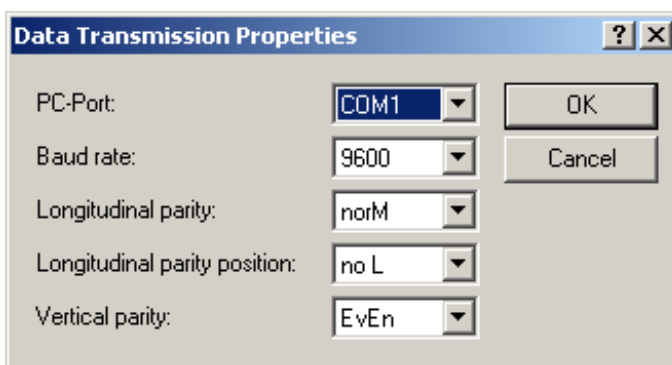 Data Transmission Properties ? X
PC-Port: COM1 OK
Baud rate: 9600 Cancel
Longitudinal parity: norM
Longitudinal parity position: no L
Vertical parity: EvEn